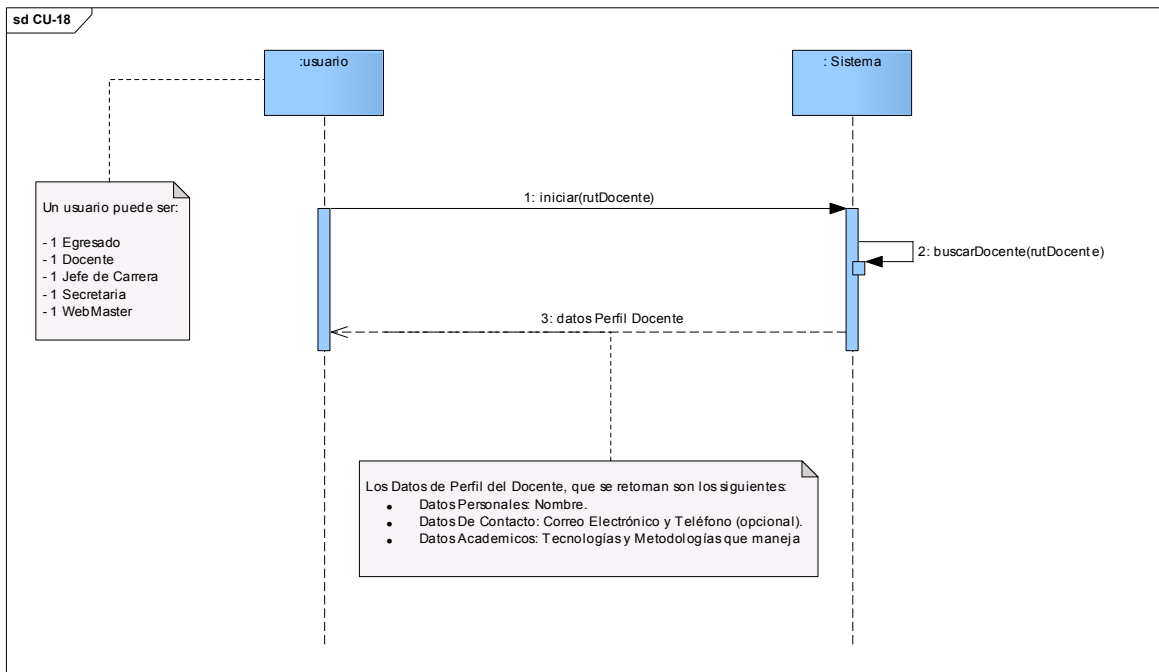 sd CU-18
:usuario
: Sistema
Un usuario puede ser:
- 1 Egresado
- 1 Docente
- 1 Jefe de Carrera
- 1 Secretaria
- 1 WebMaster
1: iniciar(rutDocente)
2: buscarDocente(rutDocente)
3: datos Perfil Docente
Los Datos de Perfil del Docente, que se retornan son los siguientes:
• Datos Personales: Nombre.
• Datos De Contacto: Correo Electrónico y Teléfono (opcional).
• Datos Academicos: Tecnologías y Metodologías que maneja